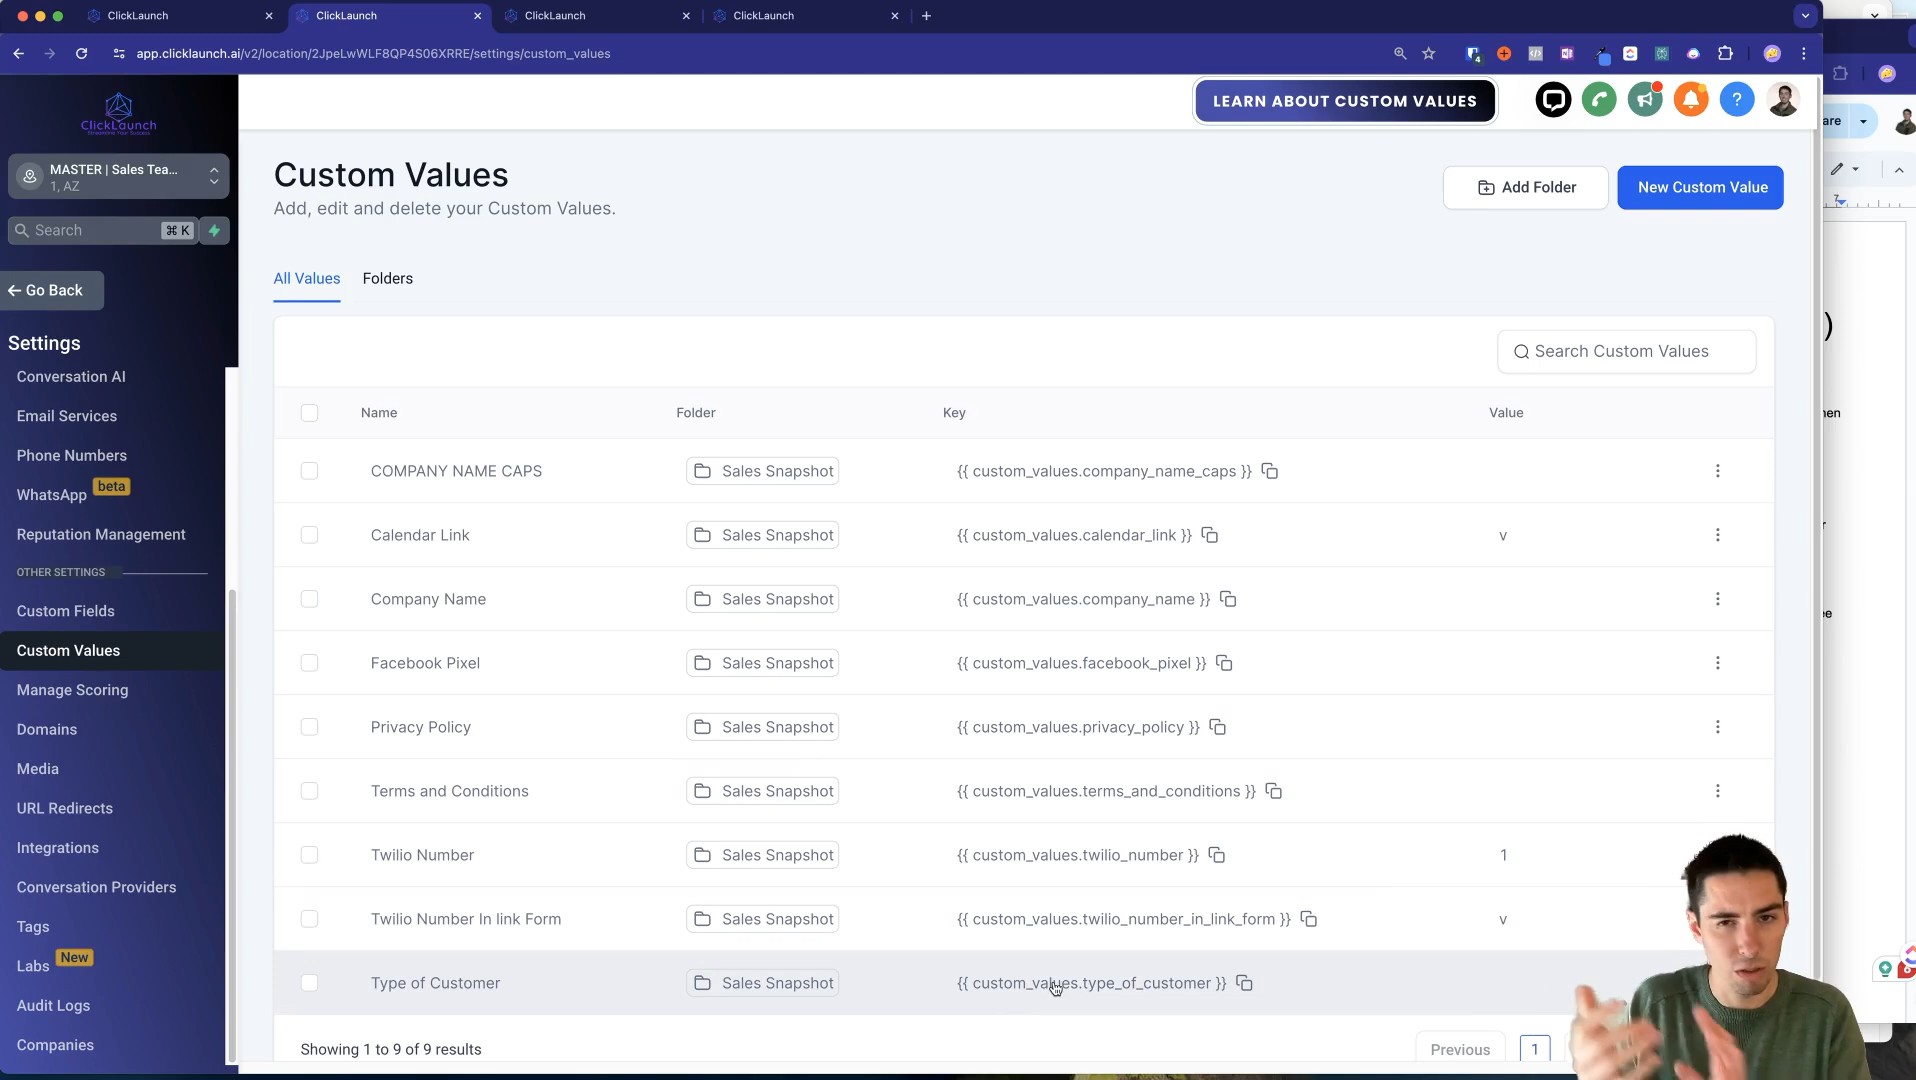 ClickLaunch
ClickLaunch
ClickLaunch
ClickLaunch
app.clicklaunch.ai/v2/location/2JpeLwWLF8QP4S06XRRE/settings/custom_values
4
ClickLaunch
Streamline Your Success
LEARN ABOUT CUSTOM VALUES
?
are
MASTER | Sales Tea...
1, AZ
Search
⌘ K
Go Back
Settings
Conversation AI
Email Services
Phone Numbers
WhatsApp beta
Reputation Management
OTHER SETTINGS
Custom Fields
Custom Values
Manage Scoring
Domains
Media
URL Redirects
Integrations
Conversation Providers
Tags
Labs New
Audit Logs
Companies
Custom Values
Add, edit and delete your Custom Values.
Add Folder
New Custom Value
All Values
Folders
Search Custom Values
Name Folder Key Value
COMPANY NAME CAPS Sales Snapshot {{ custom_values.company_name_caps }}
Calendar Link Sales Snapshot {{ custom_values.calendar_link }} v
Company Name Sales Snapshot {{ custom_values.company_name }}
Facebook Pixel Sales Snapshot {{ custom_values.facebook_pixel }}
Privacy Policy Sales Snapshot {{ custom_values.privacy_policy }}
Terms and Conditions Sales Snapshot {{ custom_values.terms_and_conditions }}
Twilio Number Sales Snapshot {{ custom_values.twilio_number }} 1
Twilio Number In link Form Sales Snapshot {{ custom_values.twilio_number_in_link_form }} v
Type of Customer Sales Snapshot {{ custom_values.type_of_customer }}
Showing 1 to 9 of 9 results
Previous
1
7
)